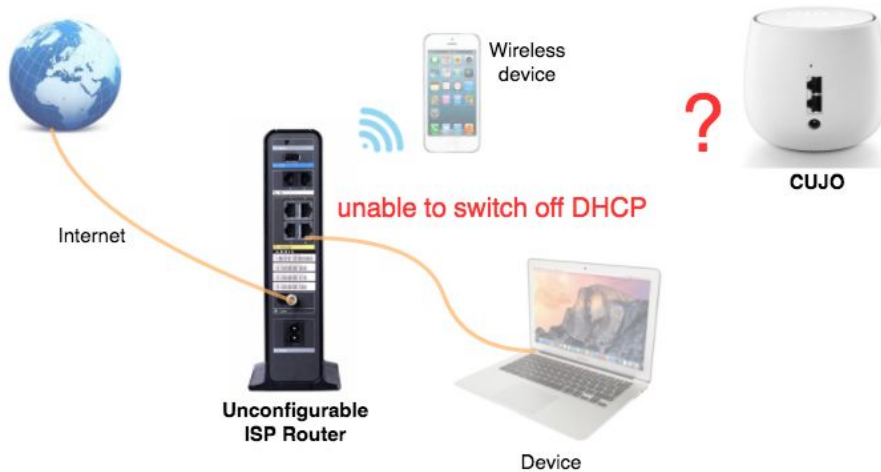 Wireless
device
?
CUJO
unable to switch off DHCP
Internet
Unconfigurable
ISP Router
Device